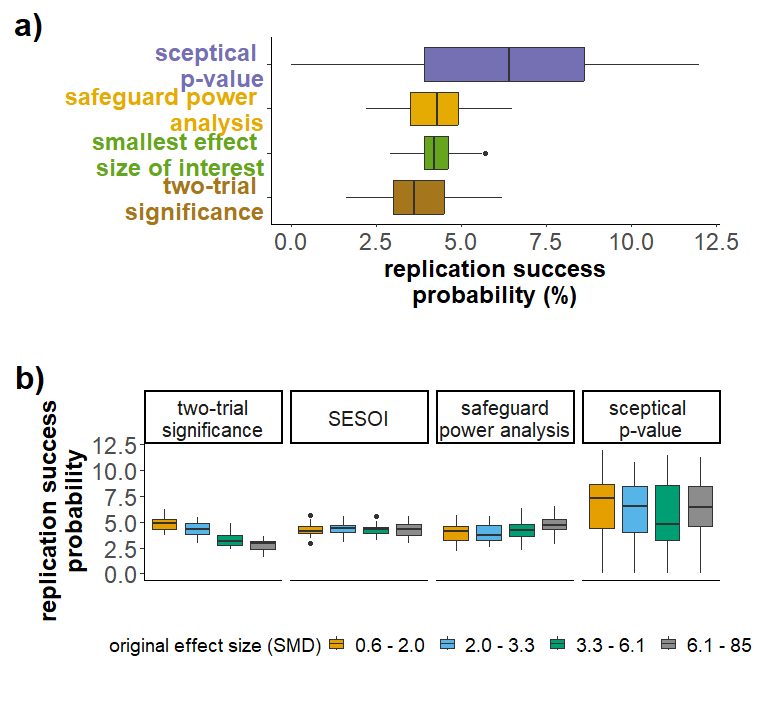 a)
sceptical
p-value
safeguard power
analysis
smallest effect
size of interest
two-trial
significance
0.0 2.5 5.0 7.5 10.0 12.5
replication success
probability (%)
b)
two-trial
significance
SESOI
safeguard
power analysis
sceptical
p-value
replication success
probability
12.5
10.0
7.5
5.0
2.5
0.0
original effect size (SMD) 0.6 - 2.0 2.0 - 3.3 3.3 - 6.1 6.1 - 85